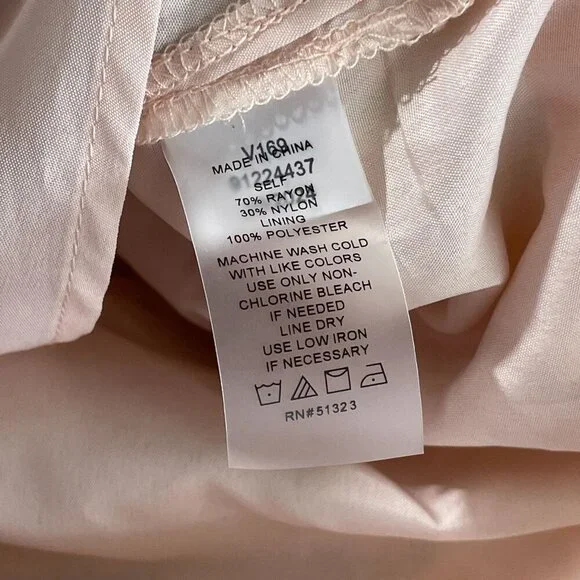 V169
MADE IN CHINA
91224437
SELF
70% RAYON
30% NYLON
LINING
100% POLYESTER
MACHINE WASH COLD
WITH LIKE COLORS
USE ONLY NON-
CHLORINE BLEACH
IF NEEDED
LINE DRY
USE LOW IRON
IF NECESSARY
RN#51323